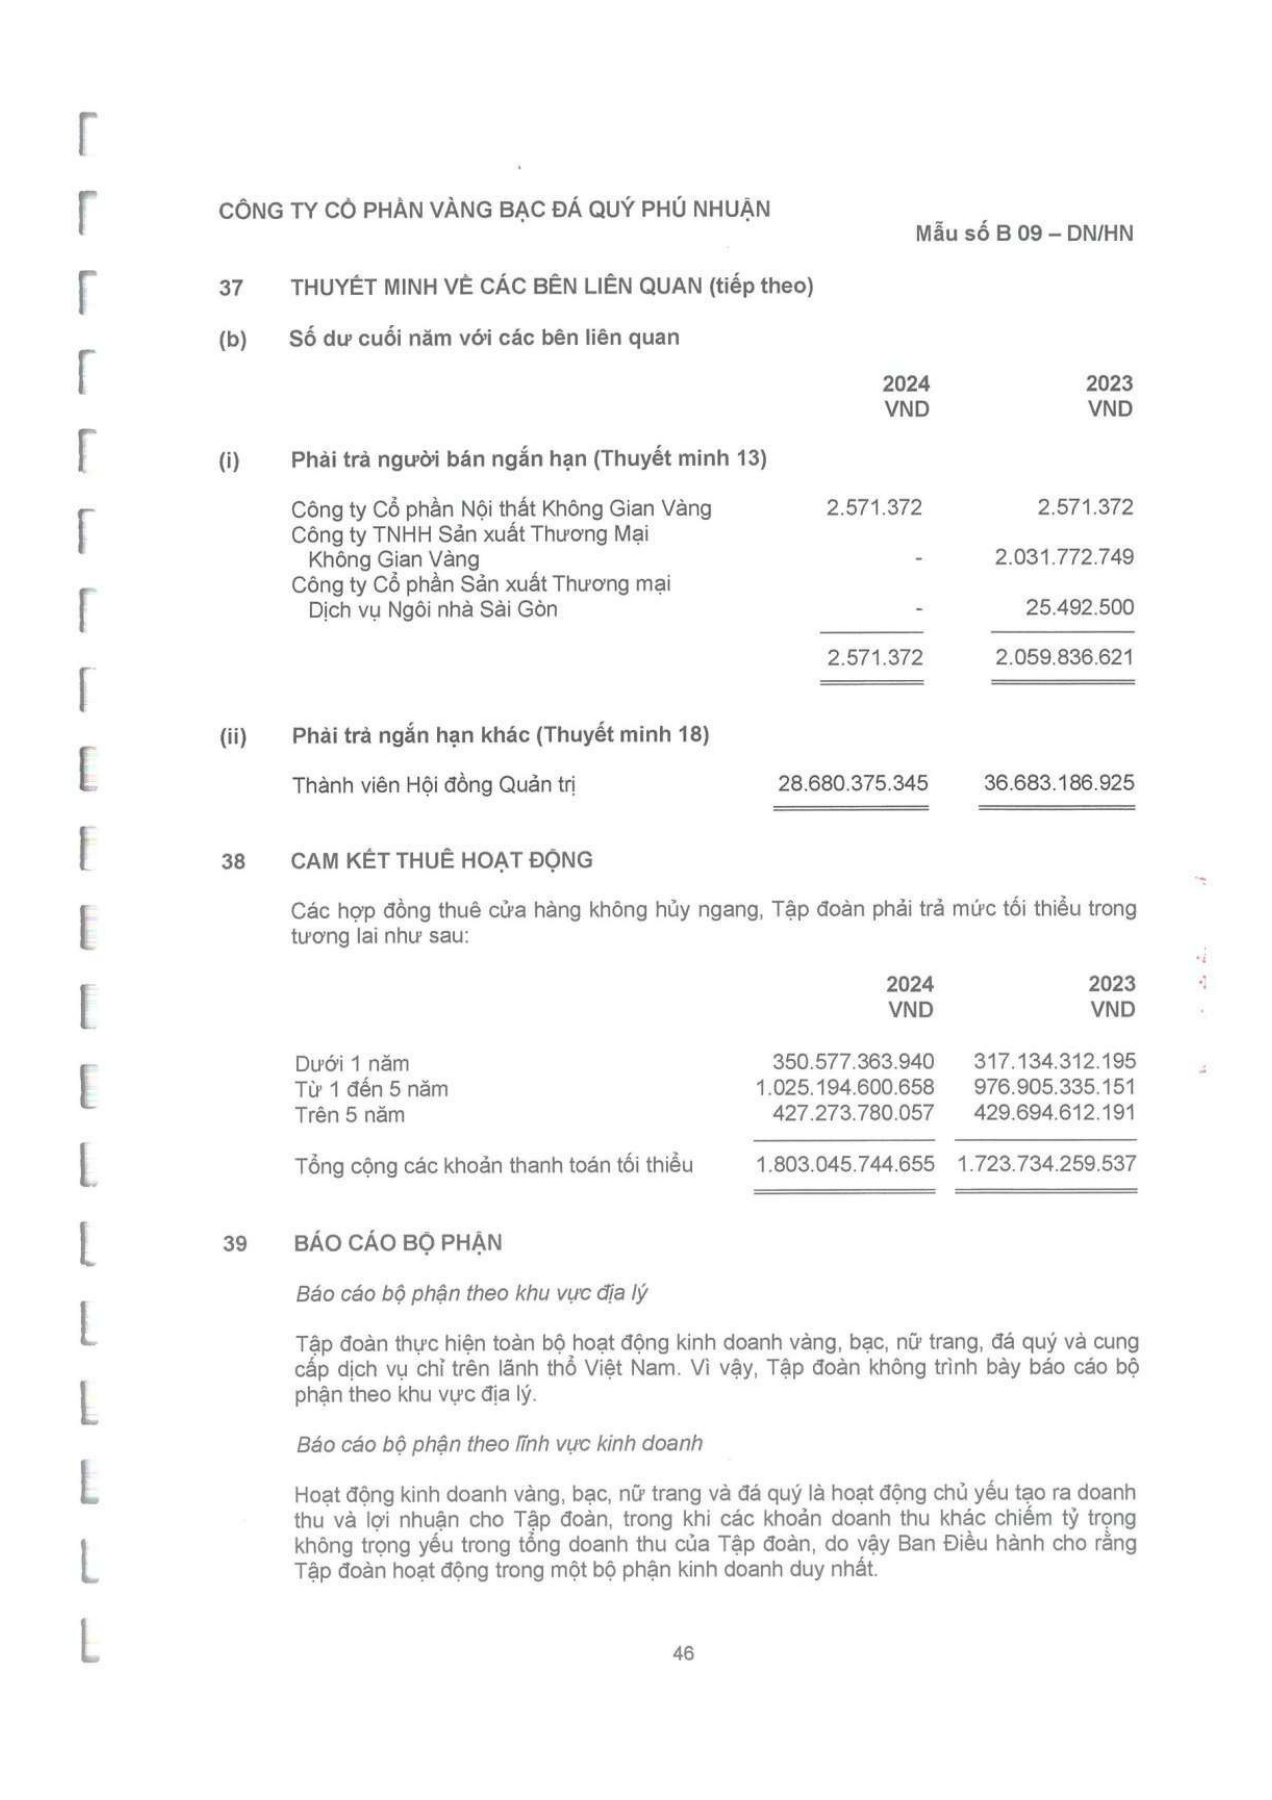 CÔNG TY CỔ PHẦN VÀNG BẠC ĐÁ QUÝ PHÚ NHUẬN
Mẫu số B 09 – DN/HN
37 THUYẾT MINH VỀ CÁC BÊN LIÊN QUAN (tiếp theo)
(b) Số dư cuối năm với các bên liên quan
2024 2023
VND VND
(i) Phải trả người bán ngắn hạn (Thuyết minh 13)
Công ty Cổ phần Nội thất Không Gian Vàng 2.571.372 2.571.372
Công ty TNHH Sản xuất Thương Mại
Không Gian Vàng - 2.031.772.749
Công ty Cổ phần Sản xuất Thương mại
Dịch vụ Ngôi nhà Sài Gòn - 25.492.500
2.571.372 2.059.836.621
(ii) Phải trả ngắn hạn khác (Thuyết minh 18)
Thành viên Hội đồng Quản trị 28.680.375.345 36.683.186.925
38 CAM KẾT THUÊ HOẠT ĐỘNG
Các hợp đồng thuê cửa hàng không hủy ngang, Tập đoàn phải trả mức tối thiểu trong
tương lai như sau:
2024 2023
VND VND
Dưới 1 năm 350.577.363.940 317.134.312.195
Từ 1 đến 5 năm 1.025.194.600.658 976.905.335.151
Trên 5 năm 427.273.780.057 429.694.612.191
Tổng cộng các khoản thanh toán tối thiểu 1.803.045.744.655 1.723.734.259.537
39 BÁO CÁO BỘ PHẬN
Báo cáo bộ phận theo khu vực địa lý
Tập đoàn thực hiện toàn bộ hoạt động kinh doanh vàng, bạc, nữ trang, đá quý và cung
cấp dịch vụ chỉ trên lãnh thổ Việt Nam. Vì vậy, Tập đoàn không trình bày báo cáo bộ
phận theo khu vực địa lý.
Báo cáo bộ phận theo lĩnh vực kinh doanh
Hoạt động kinh doanh vàng, bạc, nữ trang và đá quý là hoạt động chủ yếu tạo ra doanh
thu và lợi nhuận cho Tập đoàn, trong khi các khoản doanh thu khác chiếm tỷ trọng
không trọng yếu trong tổng doanh thu của Tập đoàn, do vậy Ban Điều hành cho rằng
Tập đoàn hoạt động trong một bộ phận kinh doanh duy nhất.
46